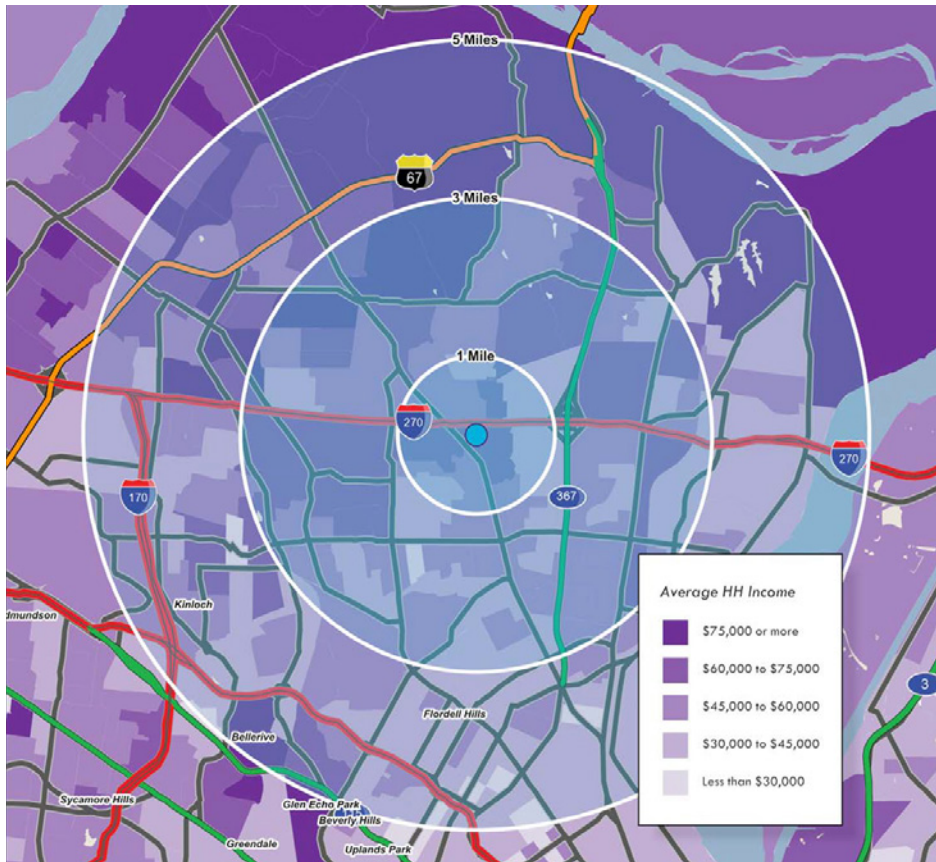 5 Miles
67
3 Miles
1 Mile
270
270
170
367
Average HH Income
$75,000 or more
$60,000 to $75,000
$45,000 to $60,000
$30,000 to $45,000
Less than $30,000
Kinloch
dmundson
3
Flordell Hills
Bellerive
Sycamore Hills
Glen Echo Park
Beverly Hills
Greendale
Uplands Park